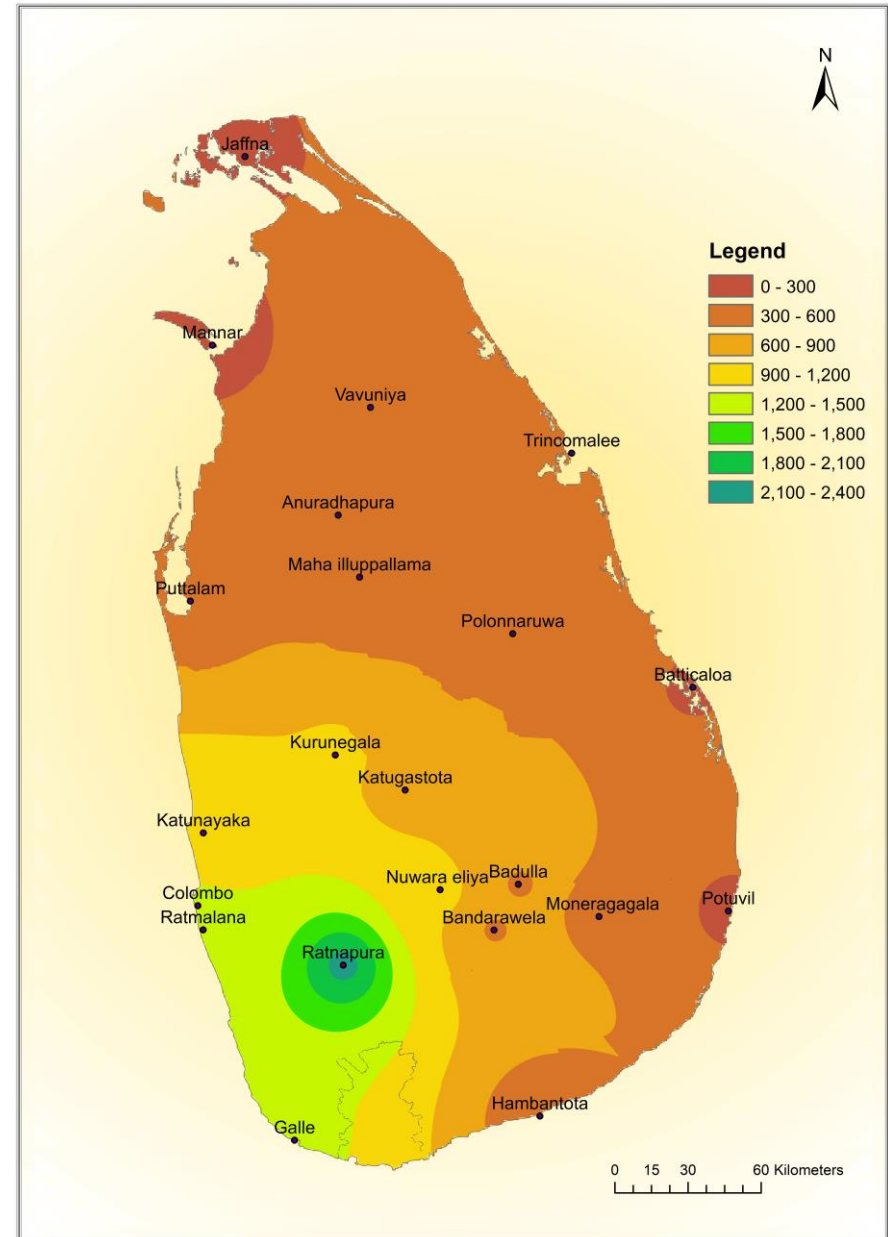 N
Jaffna
Legend
0 - 300
300 - 600
600 - 900
900 - 1,200
1,200 - 1,500
1,500 - 1,800
1,800 - 2,100
2,100 - 2,400
Mannar
Vavuniya
Trincomalee
Anuradhapura
Maha illuppallama
Puttalam
Polonnaruwa
Batticaloa
Kurunegala
Katugastota
Katunayaka
Nuwara eliya
Badulla
Colombo
Ratmalana
Bandarawela
Moneragagala
Potuvil
Ratnapura
Hambantota
Galle
0 15 30 60 Kilometers